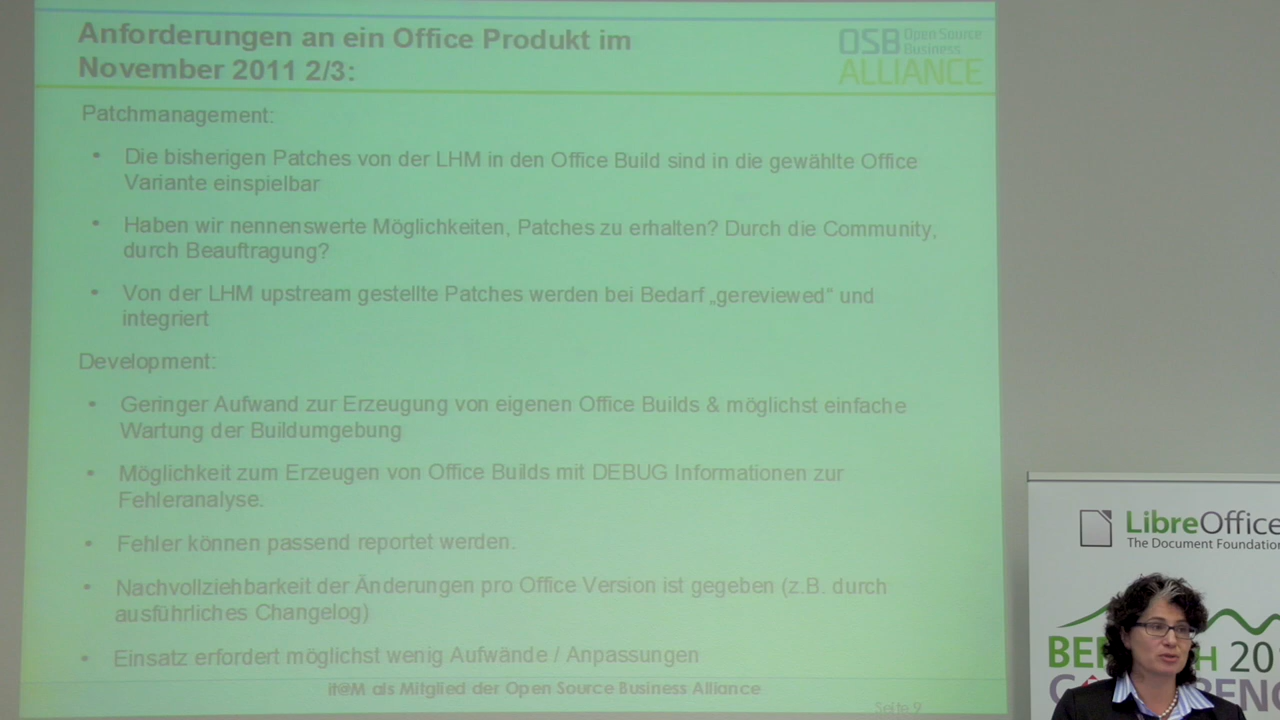 Anforderungen an ein Office Produkt im
November 2011 2/3:
OSB Open Source
Business
ALLIANCE
Patchmanagement:
• Die bisherigen Patches von der LHM in den Office Build sind in die gewählte Office
Variante einspielbar
• Haben wir nennenswerte Möglichkeiten, Patches zu erhalten? Durch die Community,
durch Beauftragung?
• Von der LHM upstream gestellte Patches werden bei Bedarf „gereviewed“ und
integriert
Development:
• Geringer Aufwand zur Erzeugung von eigenen Office Builds & möglichst einfache
Wartung der Buildumgebung
• Möglichkeit zum Erzeugen von Office Builds mit DEBUG Informationen zur
Fehleranalyse.
• Fehler können passend reportet werden.
• Nachvollziehbarkeit der Änderungen pro Office Version ist gegeben (z.B. durch
ausführliches Changelog)
• Einsatz erfordert möglichst wenig Aufwände / Anpassungen
it@M als Mitglied der Open Source Business Alliance
Seite 9
LibreOffice
The Document Foundation